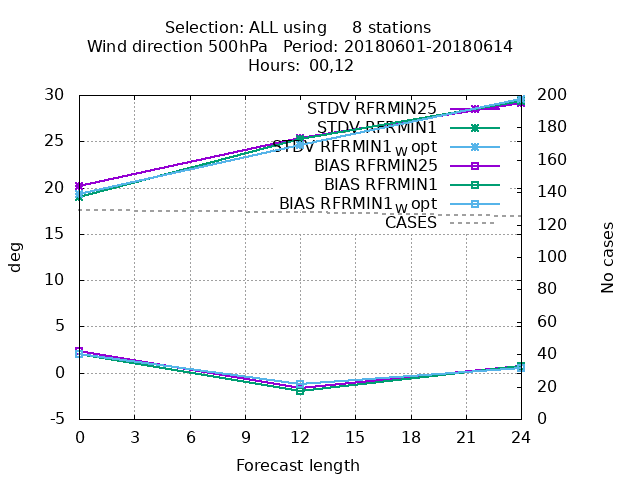 Selection: ALL using 8 stations
Wind direction 500hPa Period: 20180601-20180614
Hours: 00,12
30
25
20
15
10
5
0
-5
deg
STDV RFRMIN25
STDV RFRMIN1
STDV RFRMIN1w opt
BIAS RFRMIN25
BIAS RFRMIN1
BIAS RFRMIN1w opt
CASES
200
180
160
140
120
100
80
60
40
20
0
No cases
0 3 6 9 12 15 18 21 24
Forecast length